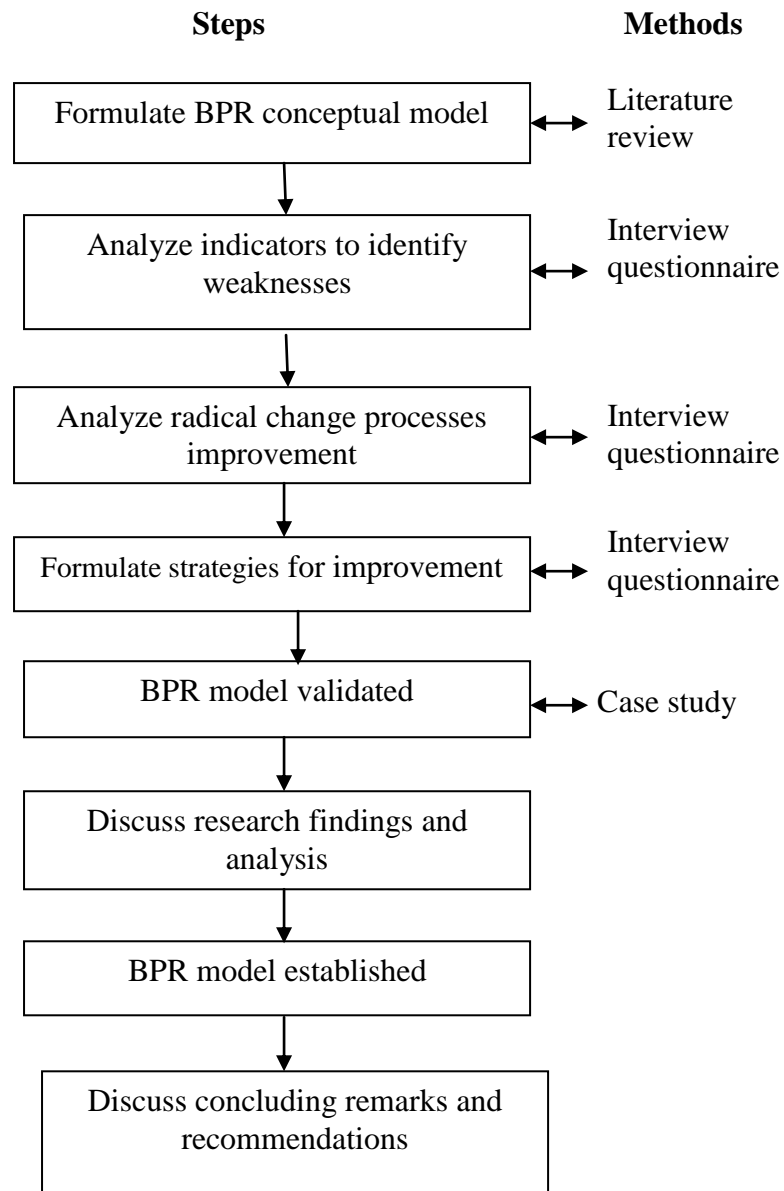 Steps
Methods
Formulate BPR conceptual model
Literature
review
Analyze indicators to identify
weaknesses
Interview
questionnaire
Analyze radical change processes
improvement
Interview
questionnaire
Formulate strategies for improvement
Interview
questionnaire
BPR model validated
Case study
Discuss research findings and
analysis
BPR model established
Discuss concluding remarks and
recommendations